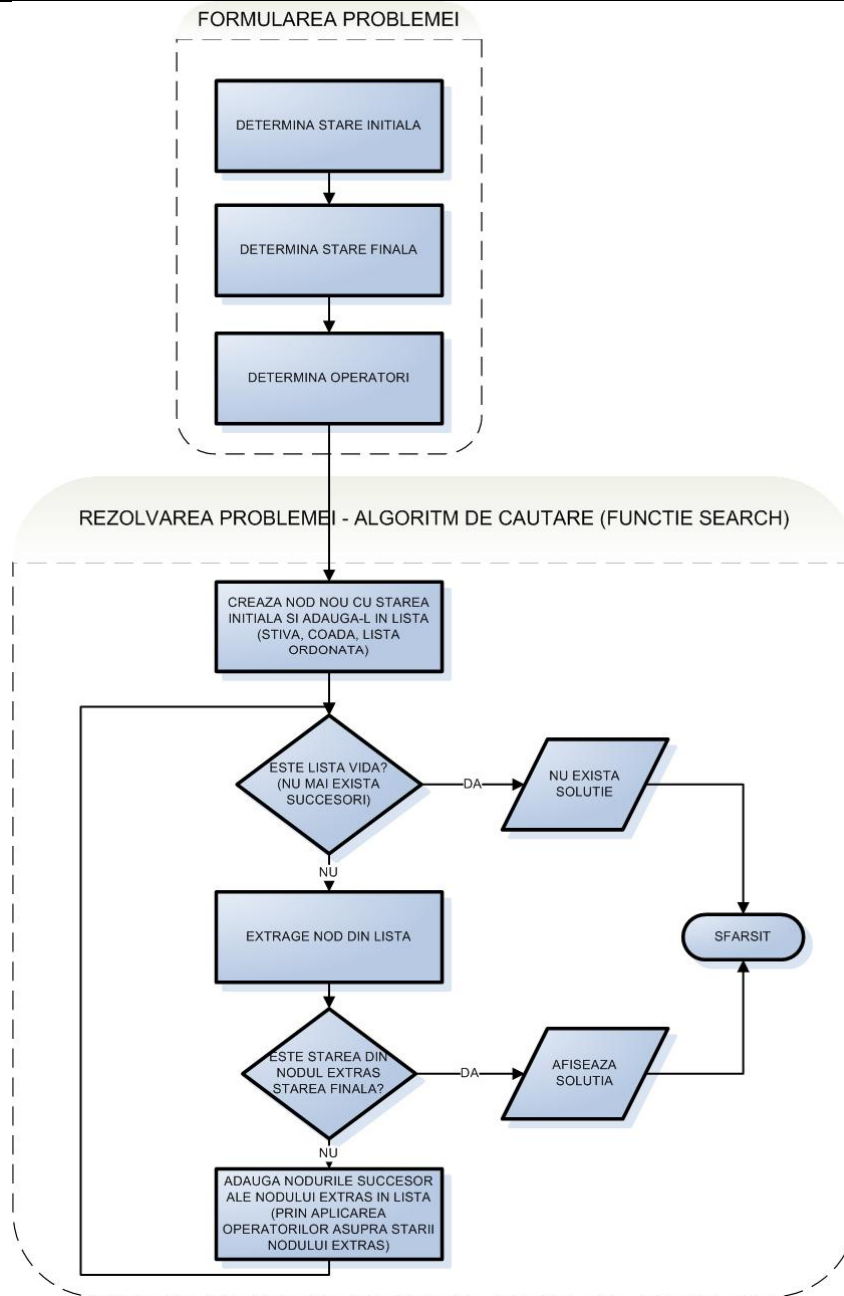 FORMULAREA PROBLEMEI
DETERMINA STARE INITIALA
DETERMINA STARE FINALA
DETERMINA OPERATORI
REZOLVAREA PROBLEMEI - ALGORITM DE CAUTARE (FUNCTIE SEARCH)
CREAZA NOD NOU CU STAREA
INITIALA SI ADAUGA-L IN LISTA
(STIVA, COADA, LISTA
ORDONATA)
ESTE LISTA VIDA?
(NU MAI EXISTA
SUCCESORI)
DA
NU EXISTA
SOLUTIE
NU
EXTRAGE NOD DIN LISTA
SFARSIT
ESTE STAREA DIN
NODUL EXTRAS
STAREA FINALA?
DA
AFISEAZA
SOLUTIA
NU
ADAUGA NODURILE SUCCESOR
ALE NODULUI EXTRAS IN LISTA
(PRIN APLICAREA
OPERATORILOR ASUPRA STARII
NODULUI EXTRAS)